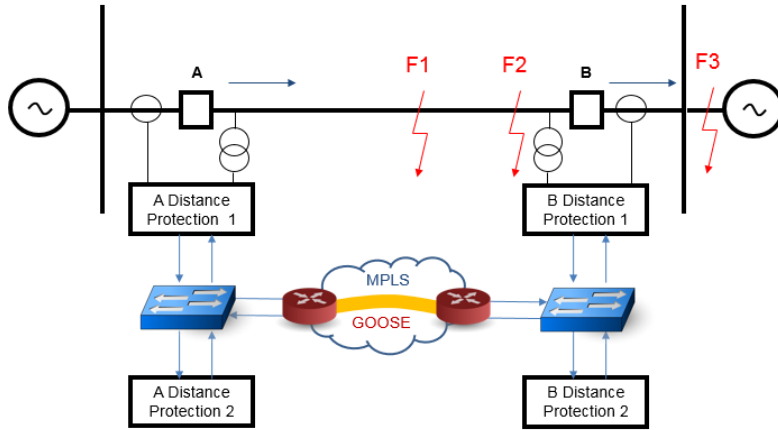 A
F1
F2
B
F3
A Distance
Protection 1
B Distance
Protection 1
MPLS
GOOSE
A Distance
Protection 2
B Distance
Protection 2